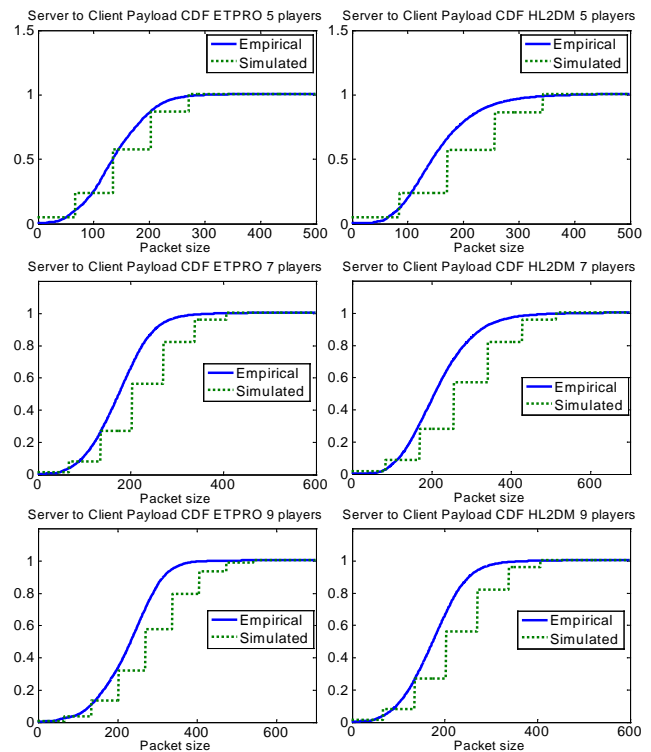 Server to Client Payload CDF ETPRO 5 players
1.5
1
0.5
0
0 100 200 300 400 500
Packet size
Empirical
Simulated
Server to Client Payload CDF HL2DM 5 players
1.5
1
0.5
0
0 100 200 300 400 500
Packet size
Empirical
Simulated
Server to Client Payload CDF ETPRO 7 players
1
0.8
0.6
0.4
0.2
0
0 200 400 600
Packet size
Empirical
Simulated
Server to Client Payload CDF HL2DM 7 players
1
0.8
0.6
0.4
0.2
0
0 200 400 600
Packet size
Empirical
Simulated
Server to Client Payload CDF ETPRO 9 players
1
0.8
0.6
0.4
0.2
0
0 200 400 600
Packet size
Empirical
Simulated
Server to Client Payload CDF HL2DM 9 players
1
0.8
0.6
0.4
0.2
0
0 200 400 600
Packet size
Empirical
Simulated